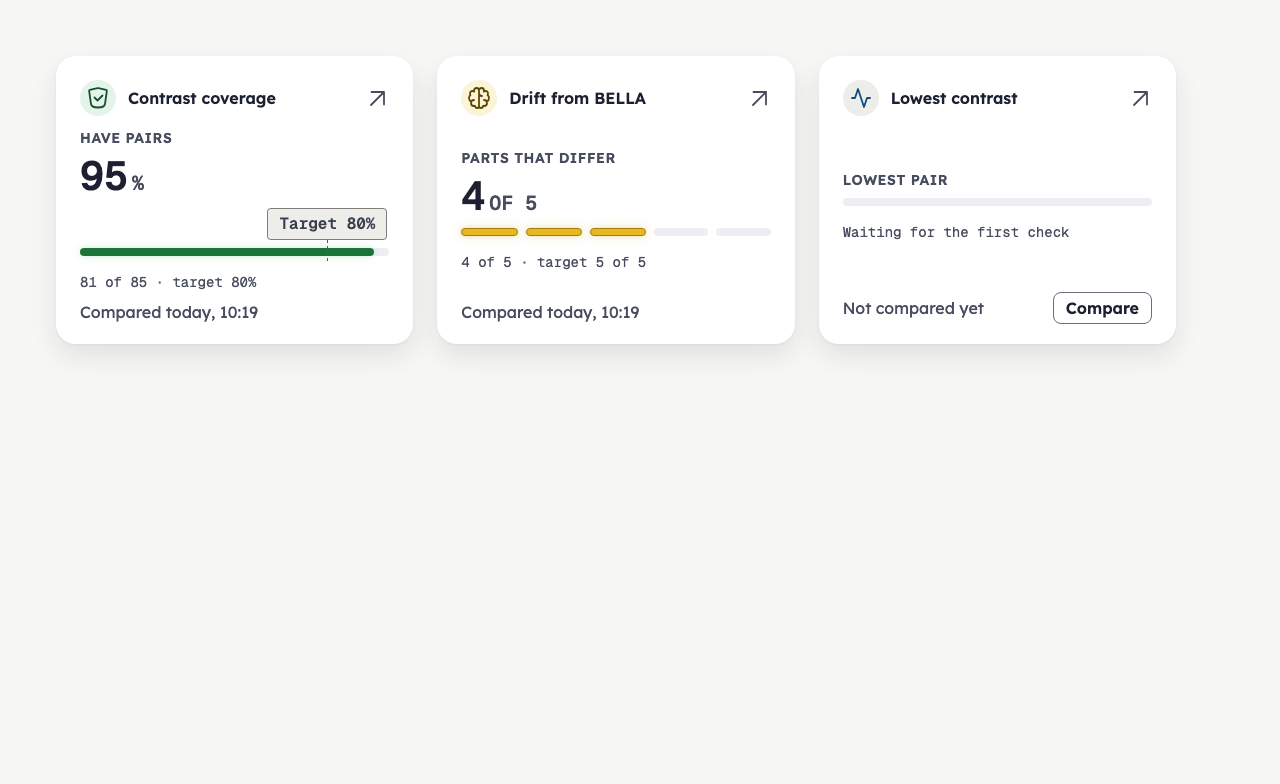 Contrast coverage
HAVE PAIRS
95%
Target 80%
81 of 85 · target 80%
Compared today, 10:19
Drift from BELLA
PARTS THAT DIFFER
4 OF 5
4 of 5 · target 5 of 5
Compared today, 10:19
Lowest contrast
LOWEST PAIR
Waiting for the first check
Not compared yet
Compare